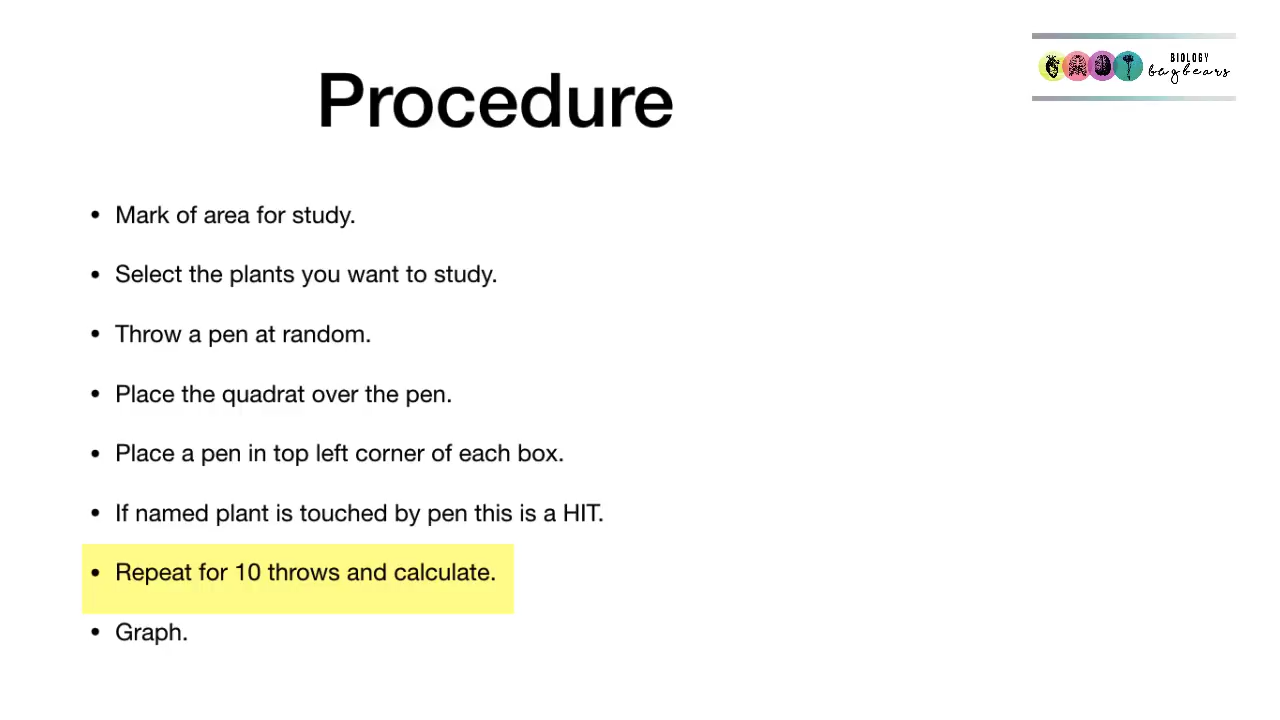 BIOLOGY
bugbears
Procedure
• Mark of area for study.
• Select the plants you want to study.
• Throw a pen at random.
• Place the quadrat over the pen.
• Place a pen in top left corner of each box.
• If named plant is touched by pen this is a HIT.
• Repeat for 10 throws and calculate.
• Graph.